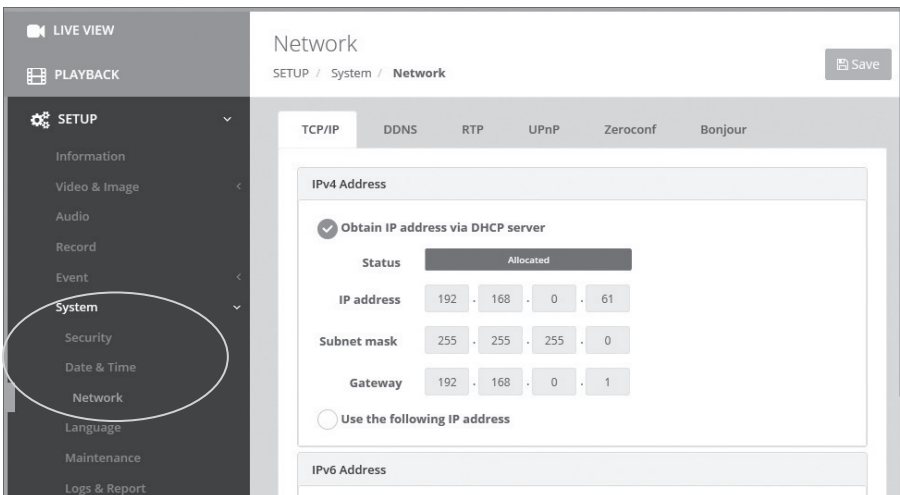 LIVE VIEW
PLAYBACK
SETUP
Information
Video & Image
Audio
Record
Event
System
Security
Date & Time
Network
Language
Maintenance
Logs & Report
Network
SETUP / System / Network
Save
TCP/IP DDNS RTP UPnP Zeroconf Bonjour
IPv4 Address
Obtain IP address via DHCP server
Status Allocated
IP address 192 . 168 . 0 . 61
Subnet mask 255 . 255 . 255 . 0
Gateway 192 . 168 . 0 . 1
Use the following IP address
IPv6 Address